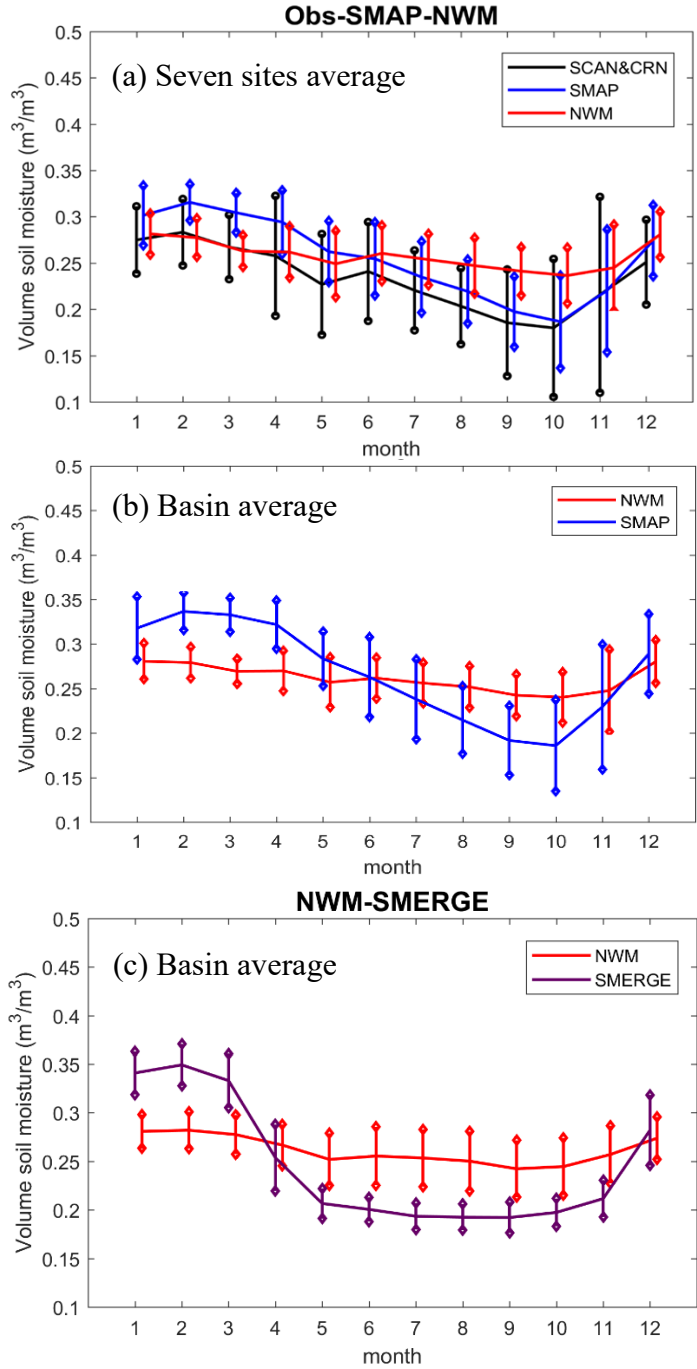 Obs-SMAP-NWM
(a) Seven sites average
SCAN&CRN
SMAP
NWM
Volume soil moisture (m³/m³)
0.5
0.45
0.4
0.35
0.3
0.25
0.2
0.15
0.1
1 2 3 4 5 6 7 8 9 10 11 12
month
(b) Basin average
NWM
SMAP
Volume soil moisture (m³/m³)
0.5
0.45
0.4
0.35
0.3
0.25
0.2
0.15
0.1
1 2 3 4 5 6 7 8 9 10 11 12
month
NWM-SMERGE
(c) Basin average
NWM
SMERGE
Volume soil moisture (m³/m³)
0.5
0.45
0.4
0.35
0.3
0.25
0.2
0.15
0.1
1 2 3 4 5 6 7 8 9 10 11 12
month